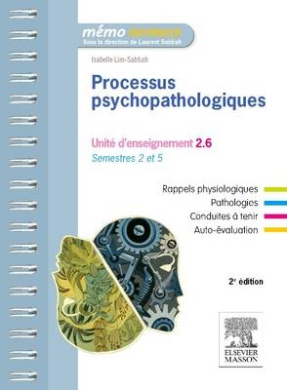 mémo
Sous la direction de Laurent Sabbah
Isabelle Lim-Sabbah
Processus
psychopathologiques
Unité d'enseignement 2.6
Semestres 2 et 5
Rappels physiologiques
Pathologies
Conduites à tenir
Auto-évaluation
2e édition
ELSEVIER
MASSON